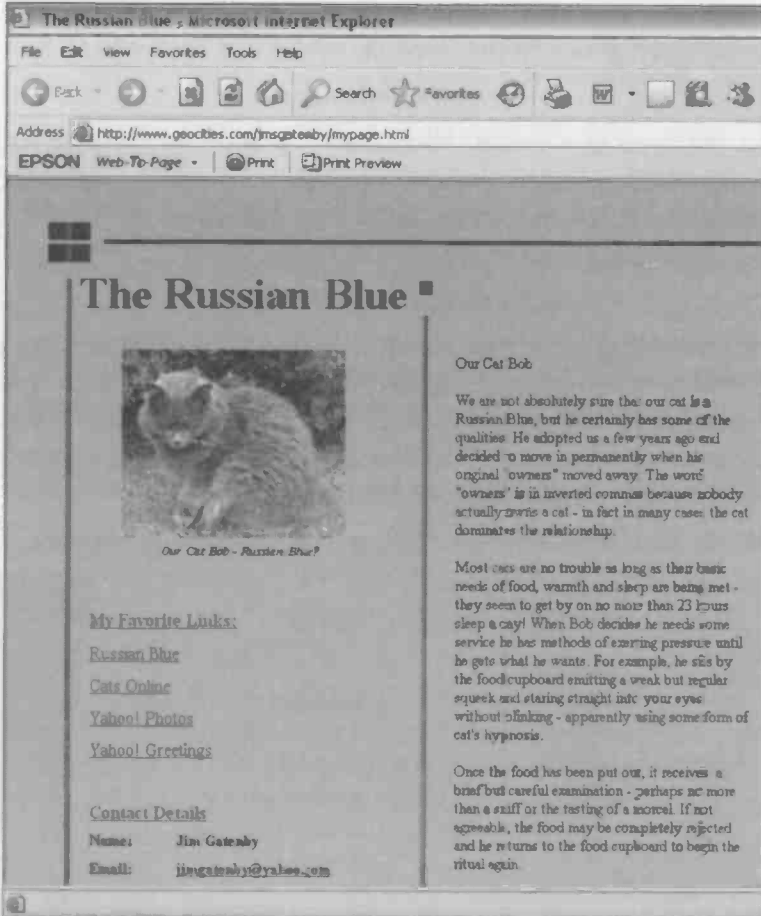 The Russian Blue - Microsoft Internet Explorer
File Edit View Favorites Tools Help
Back Search Favorites
Address http://www.geocities.com/jmsgatenby/mypage.html
EPSON Web-To-Page Print Print Preview
The Russian Blue
Our Cat Bob - Russian Blue?
My Favorite Links:
Russian Blue
Cats Online
Yahoo! Photos
Yahoo! Greetings
Contact Details
Name: Jim Gatenby
Email: jimgatenby@yahoo.com
Our Cat Bob
We are not absolutely sure that our cat is a
Russian Blue, but he certainly has some of the
qualities. He adopted us a few years ago and
decided to move in permanently when his
original "owners" moved away. The word
"owners" is in inverted commas because nobody
actually owns a cat - in fact in many cases the cat
dominates the relationship.
Most cats are no trouble as long as their basic
needs of food, warmth and sleep are being met -
they seem to get by on no more than 23 hours
sleep a day! When Bob decides he needs some
service he has methods of exerting pressure until
he gets what he wants. For example, he sits by
the food cupboard emitting a weak but regular
squeek and staring straight into your eyes
without blinking - apparently using some form of
cat's hypnosis.
Once the food has been put out, it receives a
brief but careful examination - perhaps no more
than a sniff or the tasting of a morcel. If not
agreeable, the food may be completely rejected
and he returns to the food cupboard to begin the
ritual again.